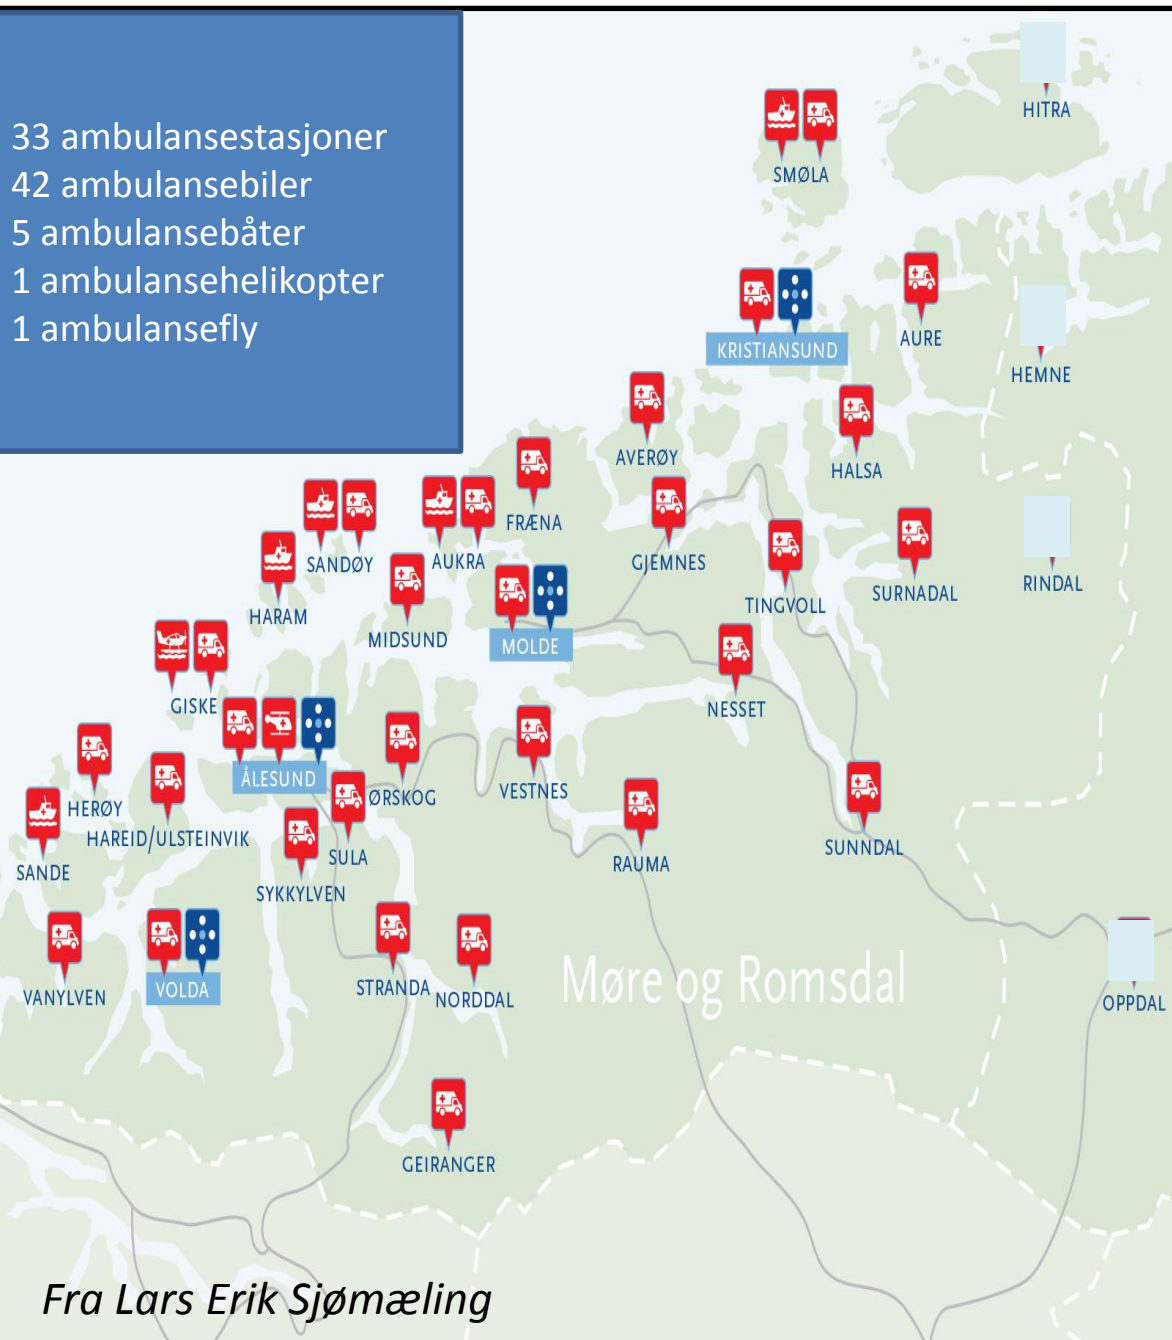 33 ambulansestasjoner
42 ambulansebiler
5 ambulansebåter
1 ambulansehelikopter
1 ambulansefly
HITRA
SMØLA
AURE
KRISTIANSUND
HEMNE
AVERØY
HALSA
FRÆNA
SANDØY
AUKRA
GJEMNES
RINDAL
SURNADAL
TINGVOLL
HARAM
MIDSUND
MOLDE
GISKE
NESSET
ÅLESUND
VESTNES
ØRSKOG
HERØY
HAREID/ULSTEINVIK
SULA
RAUMA
SUNNDAL
SANDE
SYKKYLVEN
VOLDA
STRANDA
NORDDAL
VANYLVEN
Møre og Romsdal
OPPDAL
GEIRANGER
Fra Lars Erik Sjømæling